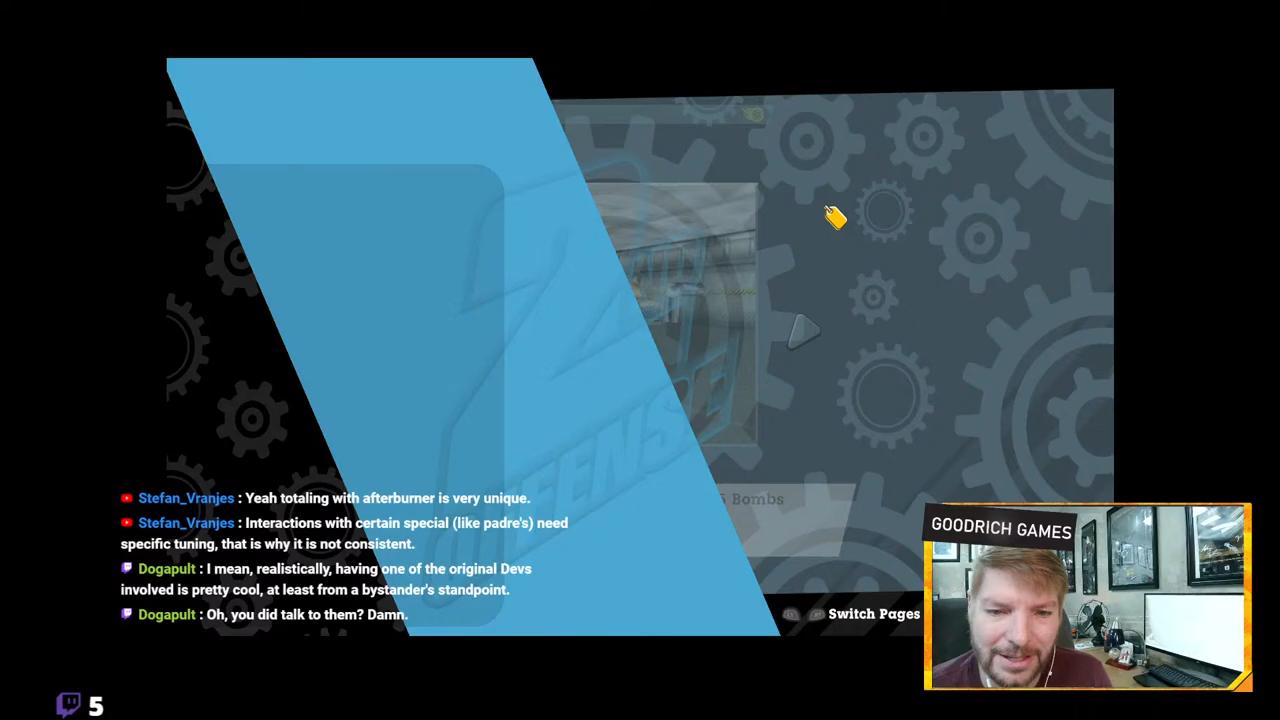 2nd
OFFENSE
5 Bombs
Stefan_Vranjes : Yeah totaling with afterburner is very unique.
Stefan_Vranjes : Interactions with certain special (like padre's) need
specific tuning, that is why it is not consistent.
Dogapult : I mean, realistically, having one of the original Devs
involved is pretty cool, at least from a bystander's standpoint.
Dogapult : Oh, you did talk to them? Damn.
Switch Pages
GOODRICH GAMES
5